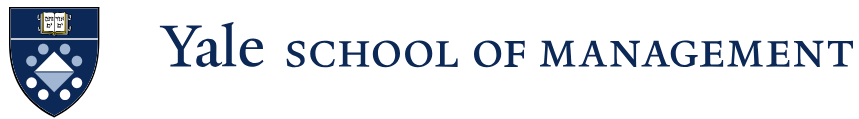 Yale SCHOOL OF MANAGEMENT